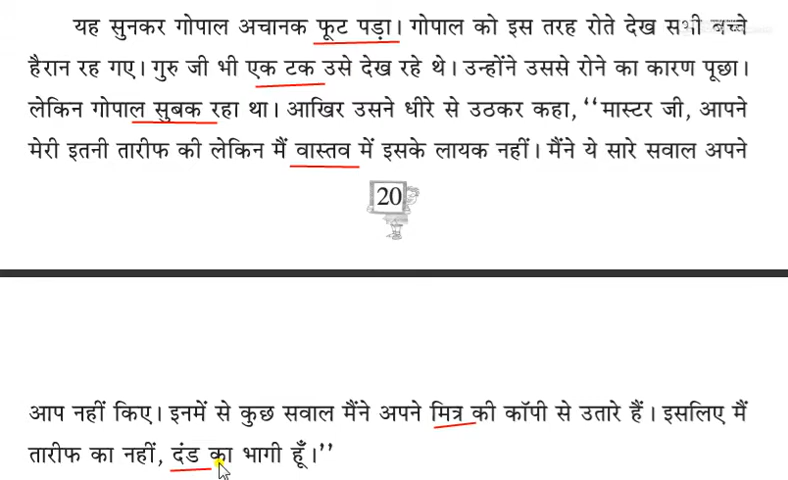 यह सुनकर गोपाल अचानक फूट पड़ा। गोपाल को इस तरह रोते देख सभी बच्चे
हैरान रह गए। गुरु जी भी एक टक उसे देख रहे थे। उन्होंने उससे रोने का कारण पूछा।
लेकिन गोपाल सुबक रहा था। आखिर उसने धीरे से उठकर कहा, ‘‘मास्टर जी, आपने
मेरी इतनी तारीफ की लेकिन मैं वास्तव में इसके लायक नहीं। मैंने ये सारे सवाल अपने
20
आप नहीं किए। इनमें से कुछ सवाल मैंने अपने मित्र की कॉपी से उतारे हैं। इसलिए मैं
तारीफ का नहीं, दंड का भागी हूँ।’’